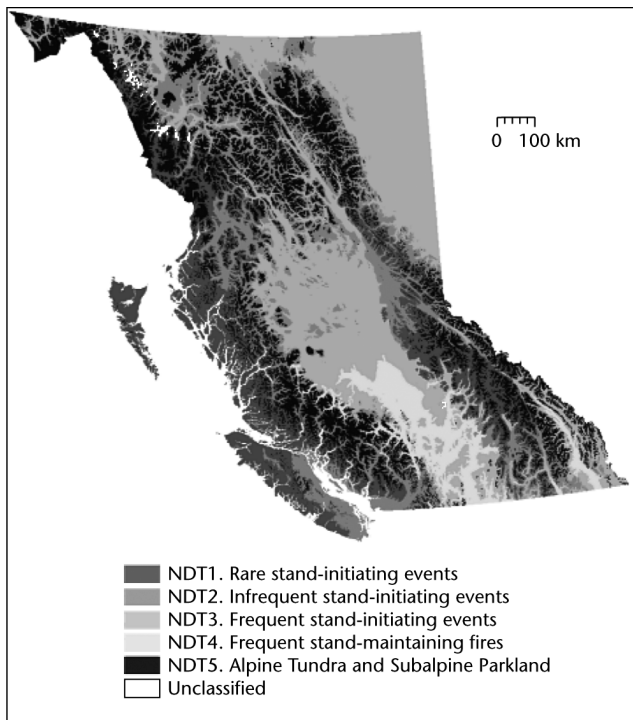 0 100 km
NDT1. Rare stand-initiating events
NDT2. Infrequent stand-initiating events
NDT3. Frequent stand-initiating events
NDT4. Frequent stand-maintaining fires
NDT5. Alpine Tundra and Subalpine Parkland
Unclassified